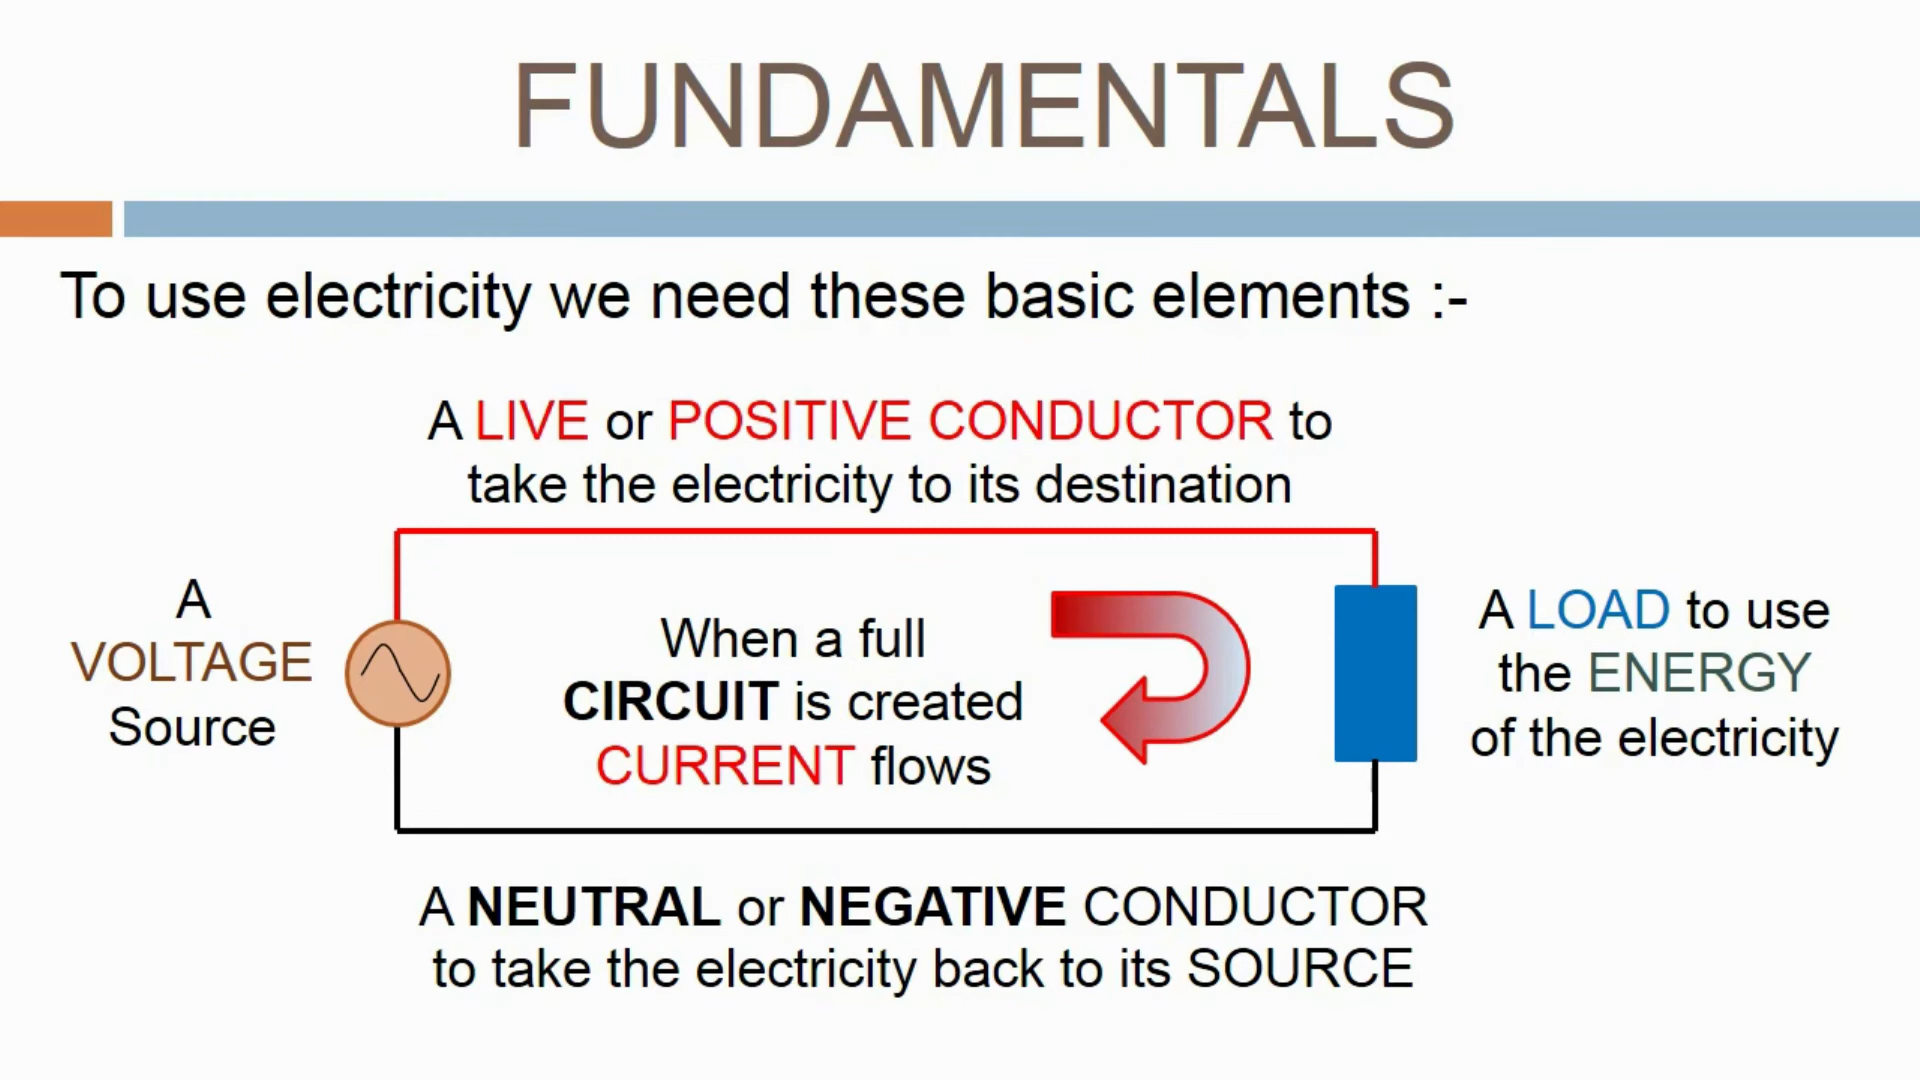 FUNDAMENTALS
To use electricity we need these basic elements :-
A LIVE or POSITIVE CONDUCTOR to
take the electricity to its destination
A
VOLTAGE
Source
When a full
CIRCUIT is created
CURRENT flows
A LOAD to use
the ENERGY
of the electricity
A NEUTRAL or NEGATIVE CONDUCTOR
to take the electricity back to its SOURCE